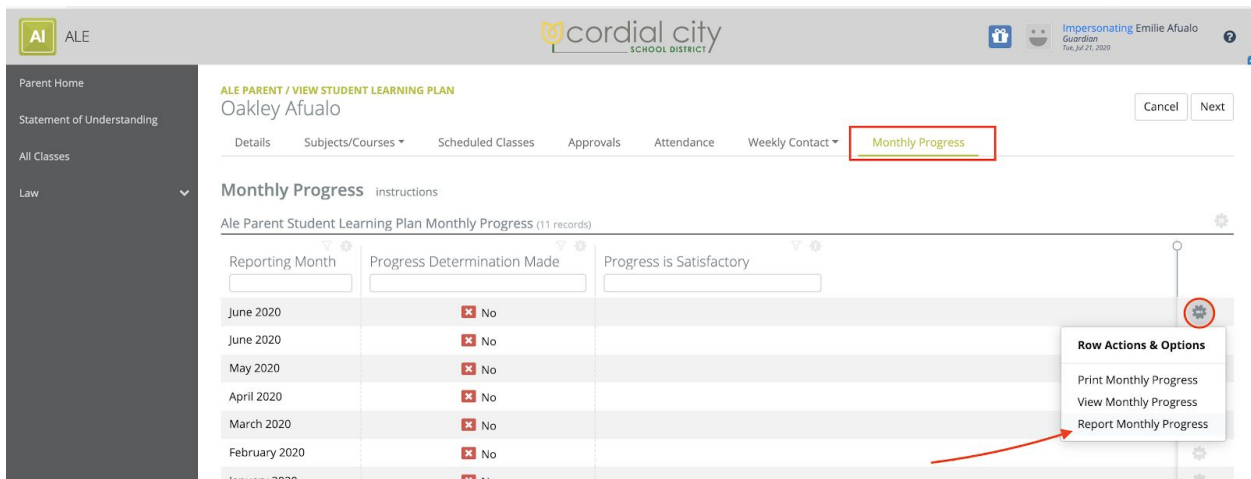 AI ALE
cordial city
SCHOOL DISTRICT
Impersonating Emilie Afualo
Guardian
Tue, Jul 21, 2020
Parent Home
Statement of Understanding
All Classes
Law
ALE PARENT / VIEW STUDENT LEARNING PLAN
Oakley Afualo
Cancel Next
Details Subjects/Courses Scheduled Classes Approvals Attendance Weekly Contact Monthly Progress
Monthly Progress instructions
Ale Parent Student Learning Plan Monthly Progress (11 records)
Reporting Month Progress Determination Made Progress is Satisfactory
June 2020 No
June 2020 No
May 2020 No
April 2020 No
March 2020 No
February 2020 No
Row Actions & Options
Print Monthly Progress
View Monthly Progress
Report Monthly Progress